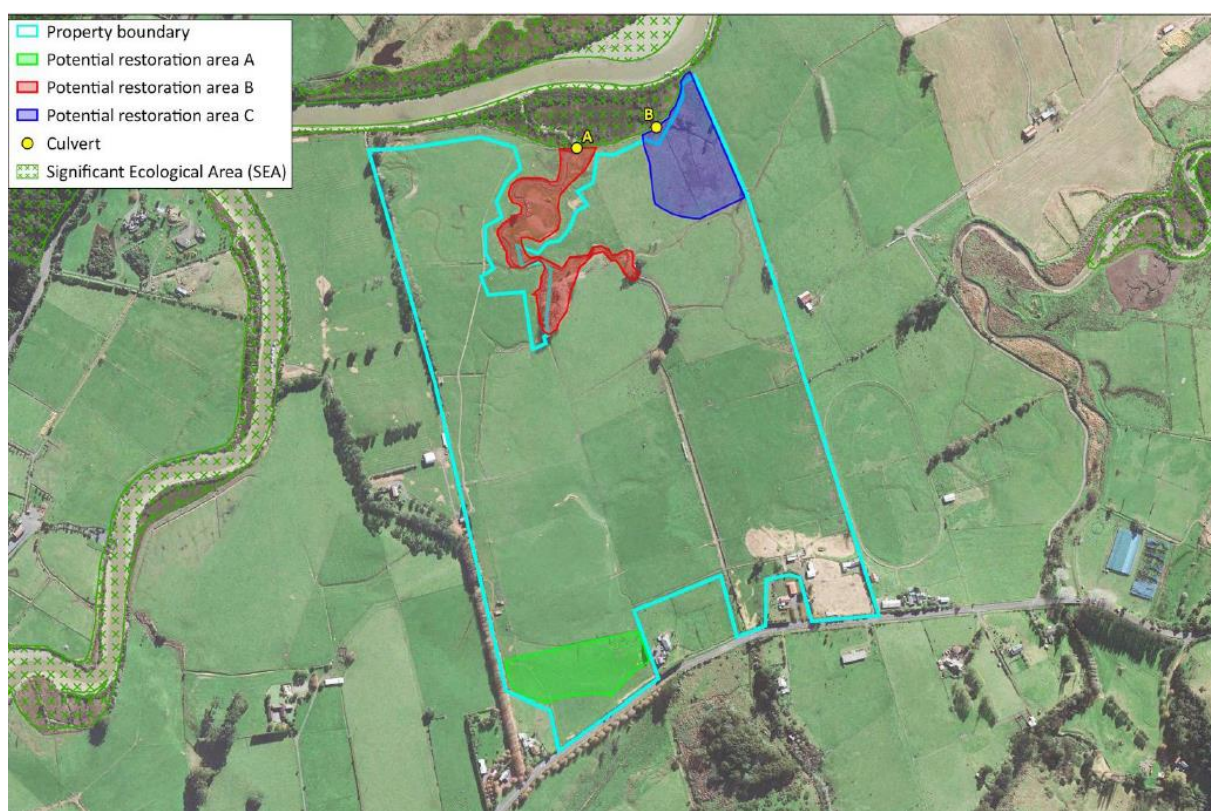 Property boundary
Potential restoration area A
Potential restoration area B
Potential restoration area C
Culvert
Significant Ecological Area (SEA)
A
B